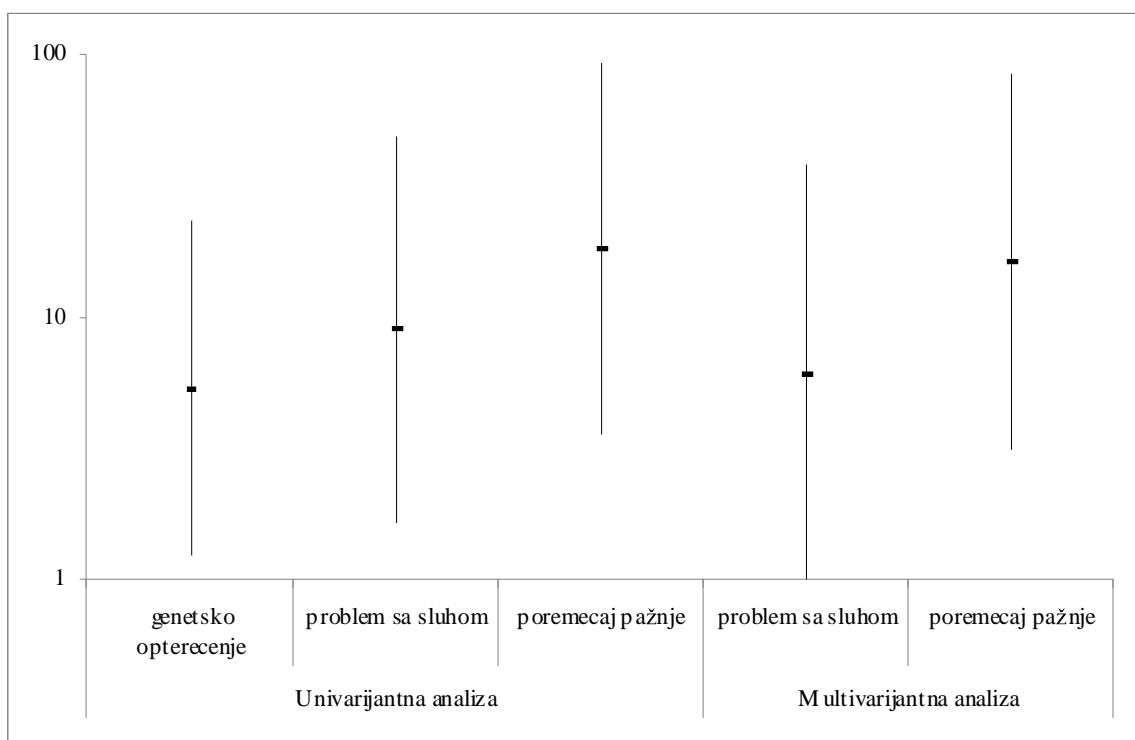 100
10
1
genetsko
opterecenje
problem sa sluhom
poremecaj pažnje
problem sa sluhom
poremecaj pažnje
Univarijantna analiza
Multivarijantna analiza